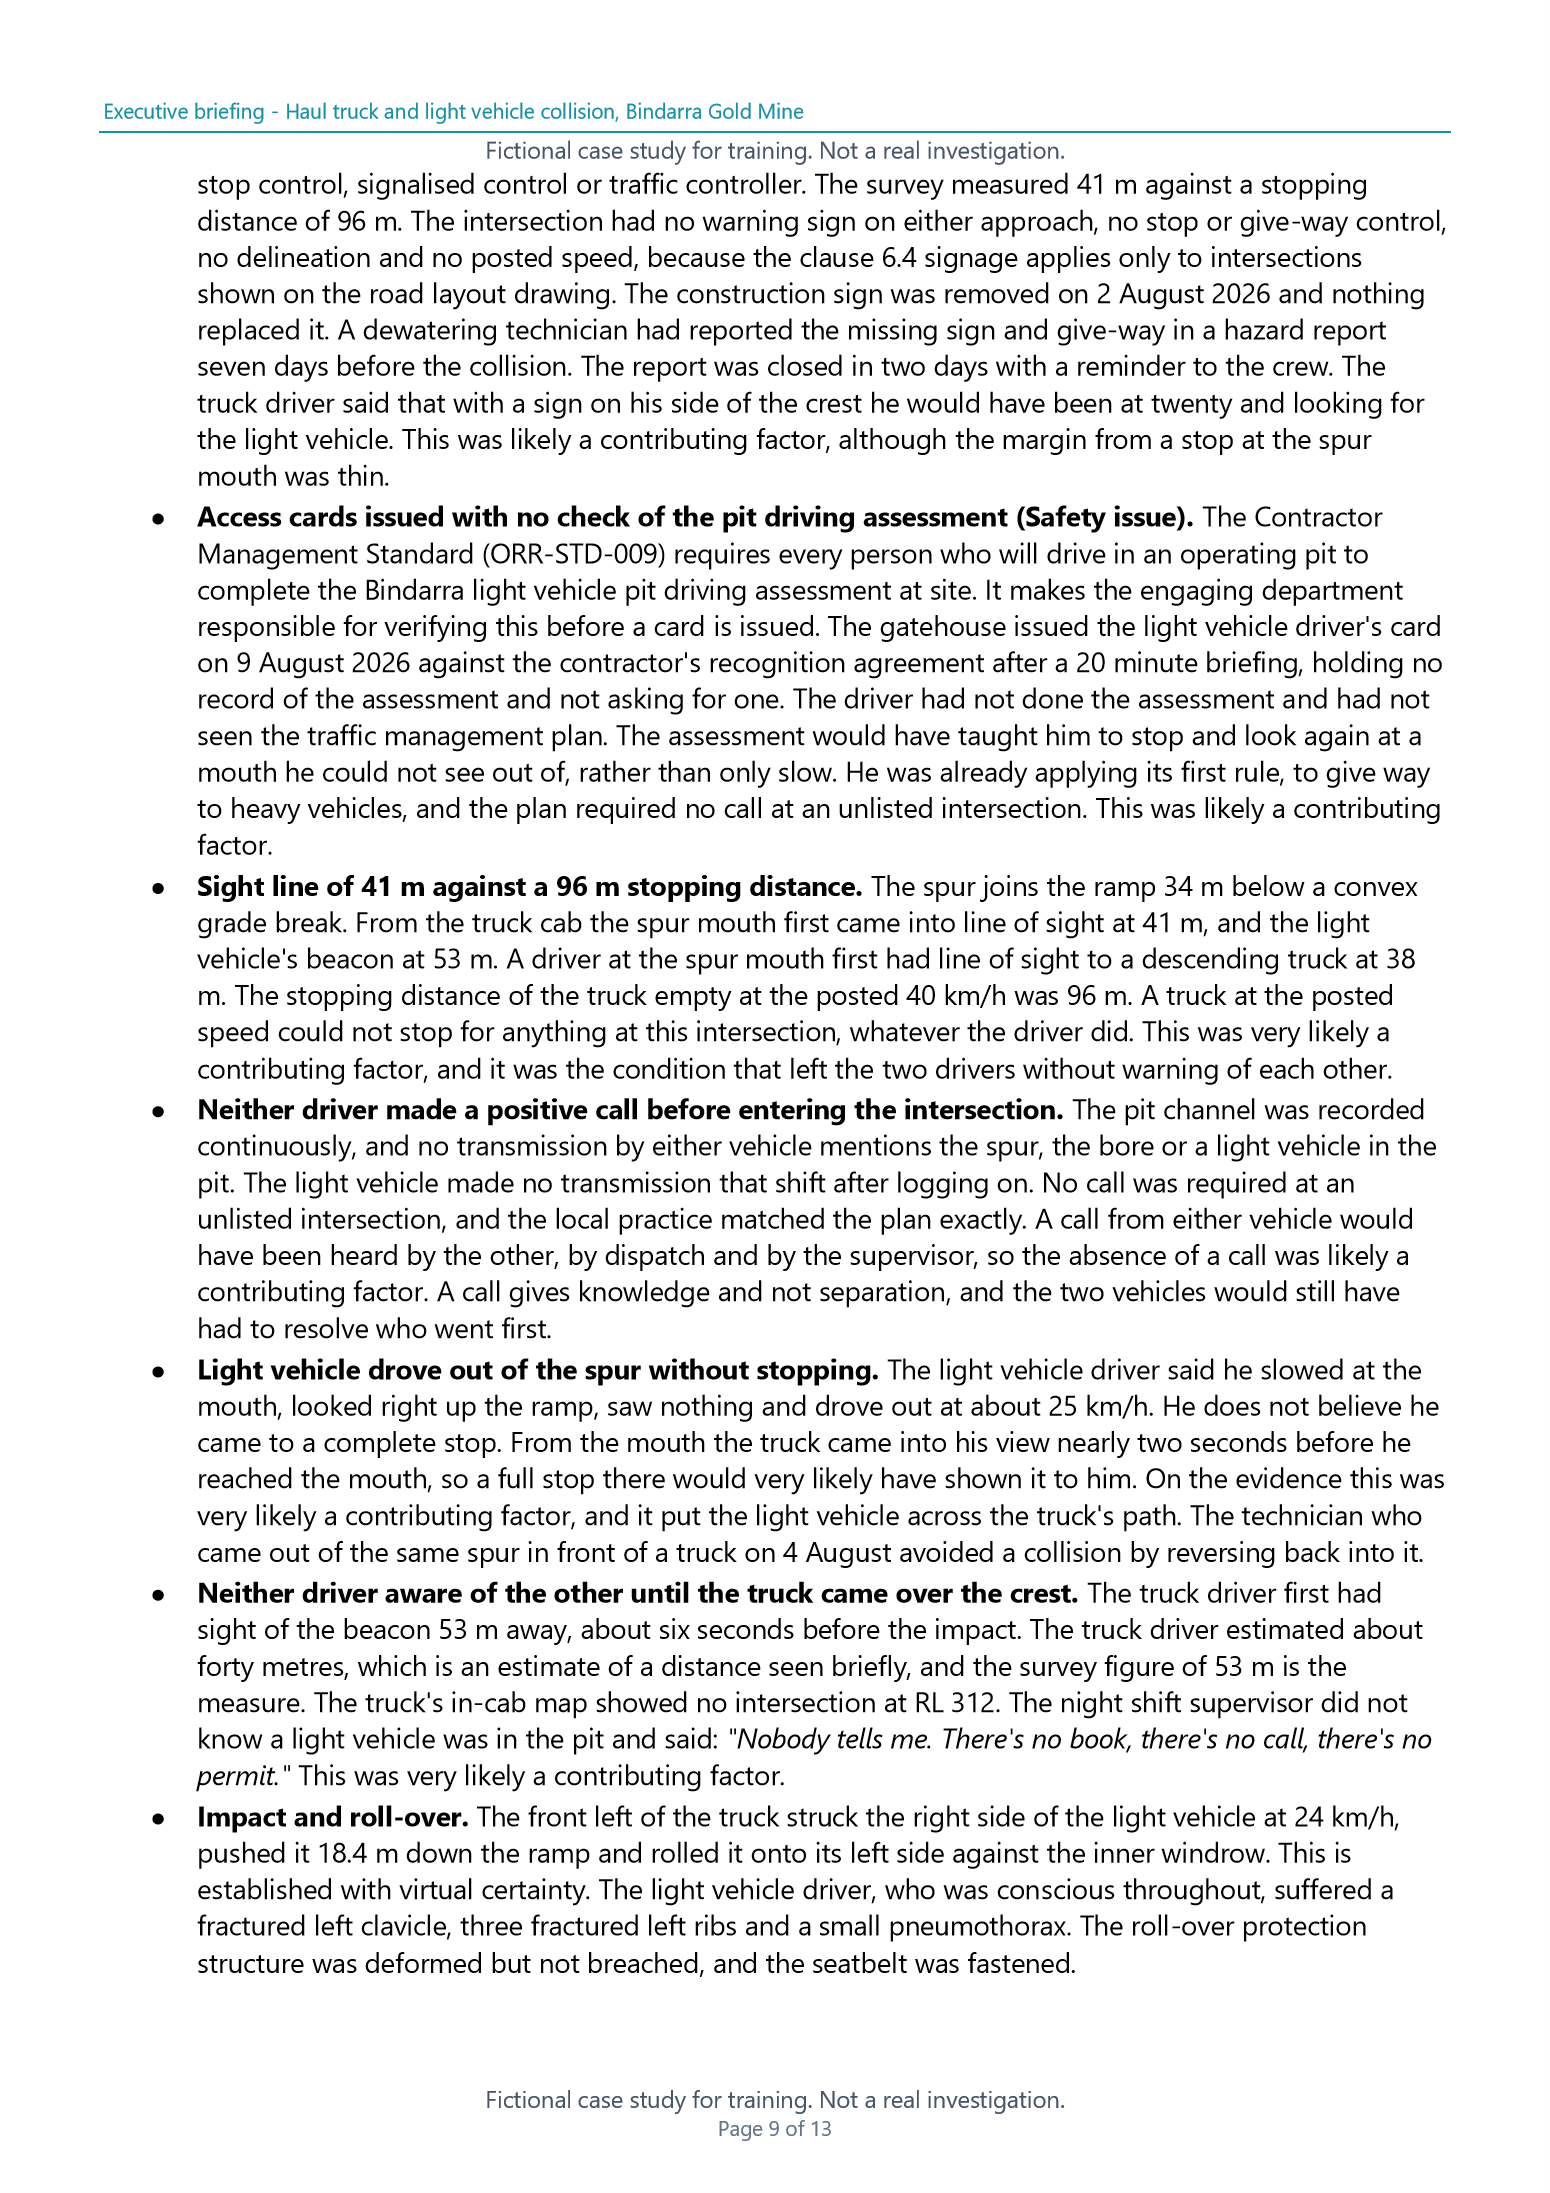 Executive briefing - Haul truck and light vehicle collision, Bindarra Gold Mine
Fictional case study for training. Not a real investigation.
stop control, signalised control or traffic controller. The survey measured 41 m against a stopping
distance of 96 m. The intersection had no warning sign on either approach, no stop or give-way control,
no delineation and no posted speed, because the clause 6.4 signage applies only to intersections
shown on the road layout drawing. The construction sign was removed on 2 August 2026 and nothing
replaced it. A dewatering technician had reported the missing sign and give-way in a hazard report
seven days before the collision. The report was closed in two days with a reminder to the crew. The
truck driver said that with a sign on his side of the crest he would have been at twenty and looking for
the light vehicle. This was likely a contributing factor, although the margin from a stop at the spur
mouth was thin.
● Access cards issued with no check of the pit driving assessment (Safety issue). The Contractor
Management Standard (ORR-STD-009) requires every person who will drive in an operating pit to
complete the Bindarra light vehicle pit driving assessment at site. It makes the engaging department
responsible for verifying this before a card is issued. The gatehouse issued the light vehicle driver's card
on 9 August 2026 against the contractor's recognition agreement after a 20 minute briefing, holding no
record of the assessment and not asking for one. The driver had not done the assessment and had not
seen the traffic management plan. The assessment would have taught him to stop and look again at a
mouth he could not see out of, rather than only slow. He was already applying its first rule, to give way
to heavy vehicles, and the plan required no call at an unlisted intersection. This was likely a contributing
factor.
● Sight line of 41 m against a 96 m stopping distance. The spur joins the ramp 34 m below a convex
grade break. From the truck cab the spur mouth first came into line of sight at 41 m, and the light
vehicle's beacon at 53 m. A driver at the spur mouth first had line of sight to a descending truck at 38
m. The stopping distance of the truck empty at the posted 40 km/h was 96 m. A truck at the posted
speed could not stop for anything at this intersection, whatever the driver did. This was very likely a
contributing factor, and it was the condition that left the two drivers without warning of each other.
● Neither driver made a positive call before entering the intersection. The pit channel was recorded
continuously, and no transmission by either vehicle mentions the spur, the bore or a light vehicle in the
pit. The light vehicle made no transmission that shift after logging on. No call was required at an
unlisted intersection, and the local practice matched the plan exactly. A call from either vehicle would
have been heard by the other, by dispatch and by the supervisor, so the absence of a call was likely a
contributing factor. A call gives knowledge and not separation, and the two vehicles would still have
had to resolve who went first.
● Light vehicle drove out of the spur without stopping. The light vehicle driver said he slowed at the
mouth, looked right up the ramp, saw nothing and drove out at about 25 km/h. He does not believe he
came to a complete stop. From the mouth the truck came into his view nearly two seconds before he
reached the mouth, so a full stop there would very likely have shown it to him. On the evidence this was
very likely a contributing factor, and it put the light vehicle across the truck's path. The technician who
came out of the same spur in front of a truck on 4 August avoided a collision by reversing back into it.
● Neither driver aware of the other until the truck came over the crest. The truck driver first had
sight of the beacon 53 m away, about six seconds before the impact. The truck driver estimated about
forty metres, which is an estimate of a distance seen briefly, and the survey figure of 53 m is the
measure. The truck's in-cab map showed no intersection at RL 312. The night shift supervisor did not
know a light vehicle was in the pit and said: "Nobody tells me. There's no book, there's no call, there's no
permit." This was very likely a contributing factor.
● Impact and roll-over. The front left of the truck struck the right side of the light vehicle at 24 km/h,
pushed it 18.4 m down the ramp and rolled it onto its left side against the inner windrow. This is
established with virtual certainty. The light vehicle driver, who was conscious throughout, suffered a
fractured left clavicle, three fractured left ribs and a small pneumothorax. The roll-over protection
structure was deformed but not breached, and the seatbelt was fastened.
Fictional case study for training. Not a real investigation.
Page 9 of 13